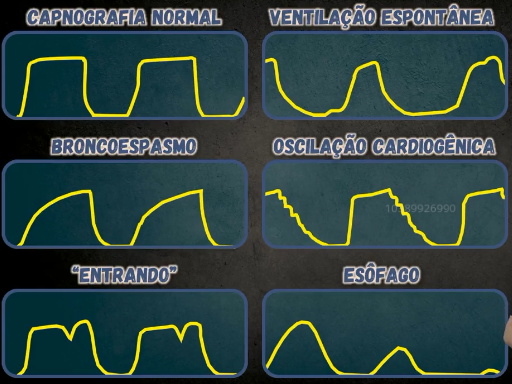 CAPNOGRAFIA NORMAL
VENTILAÇÃO ESPONTÂNEA
BRONCOESPASMO
OSCILAÇÃO CARDIOGÊNICA
"ENTRANDO"
ESÔFAGO